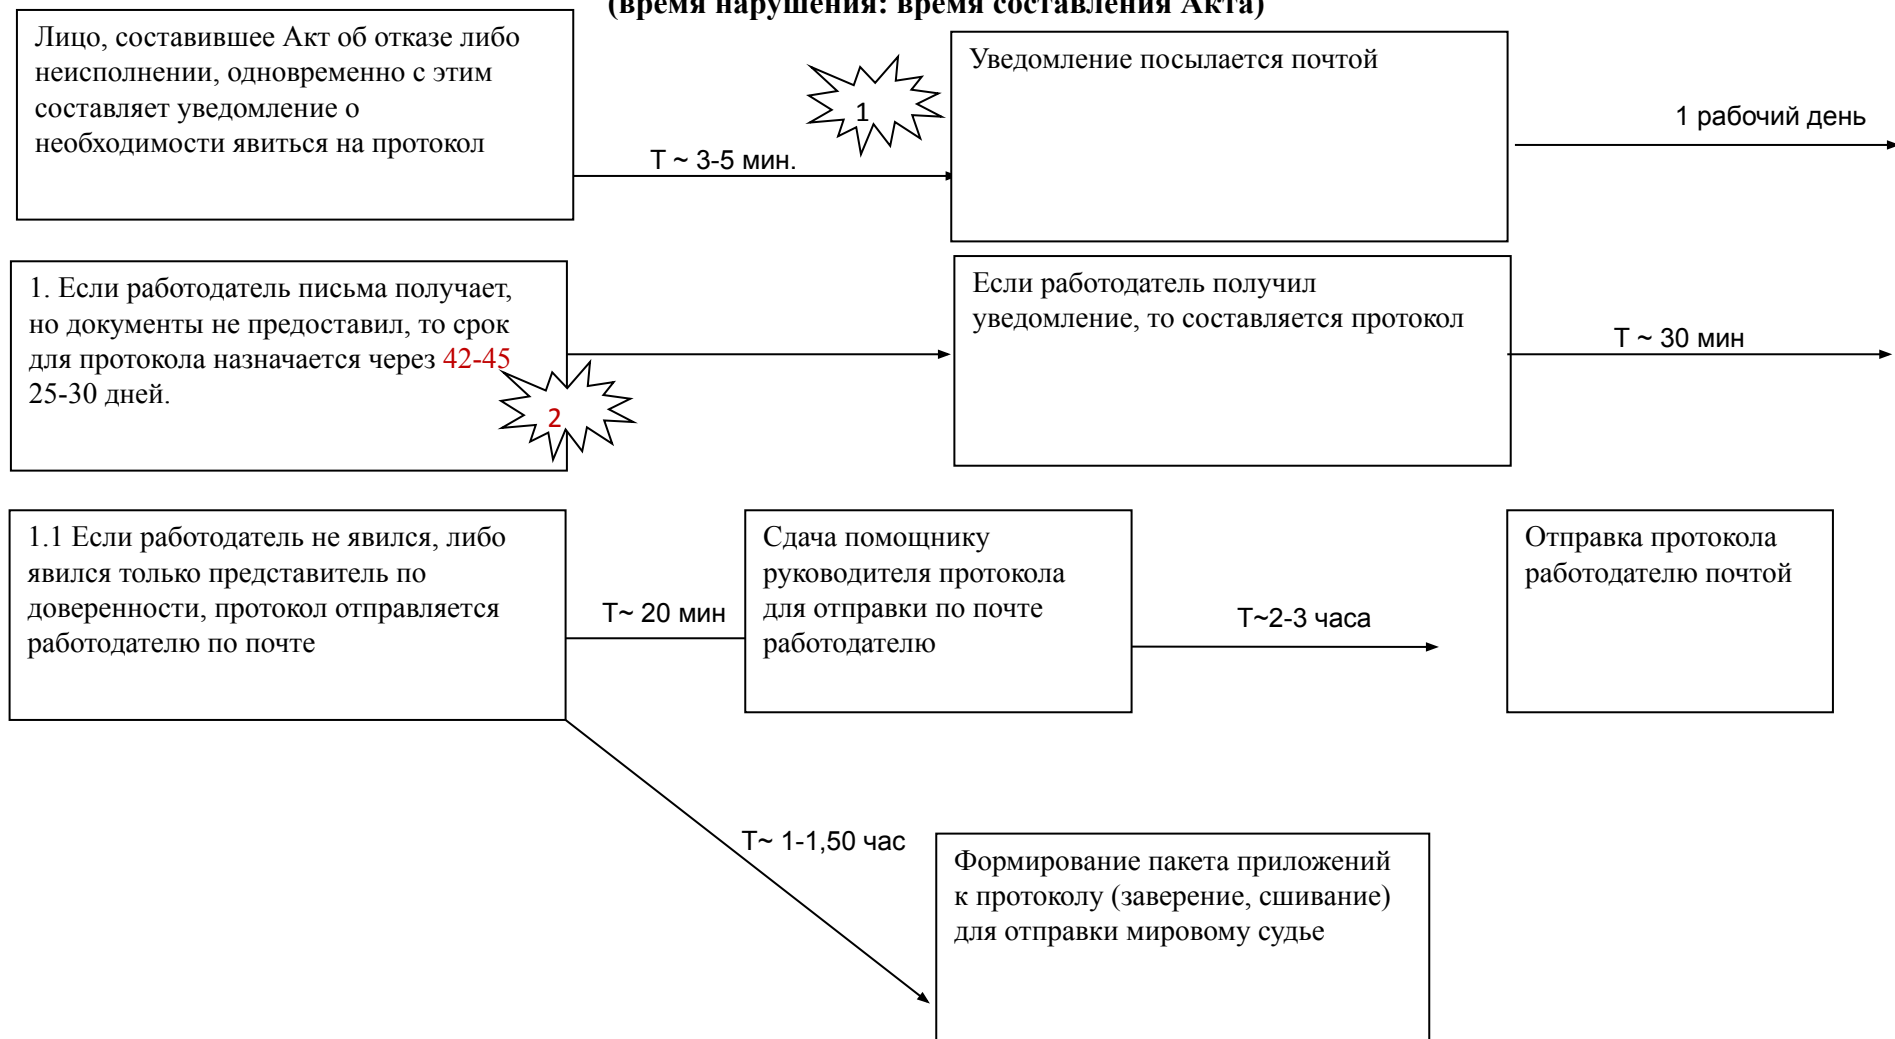 (время нарушения: время составления Акта)
Лицо, составившее Акт об отказе либо
неисполнении, одновременно с этим
составляет уведомление о
необходимости явиться на протокол
T ~ 3-5 мин.
1
Уведомление посылается почтой
1 рабочий день
1. Если работодатель письма получает,
но документы не предоставил, то срок
для протокола назначается через 42-45
25-30 дней.
2
Если работодатель получил
уведомление, то составляется протокол
T ~ 30 мин
1.1 Если работодатель не явился, либо
явился только представитель по
доверенности, протокол отправляется
работодателю по почте
T~ 20 мин
Сдача помощнику
руководителя протокола
для отправки по почте
работодателю
T~2-3 часа
Отправка протокола
работодателю почтой
T~ 1-1,50 час
Формирование пакета приложений
к протоколу (заверение, сшивание)
для отправки мировому судье